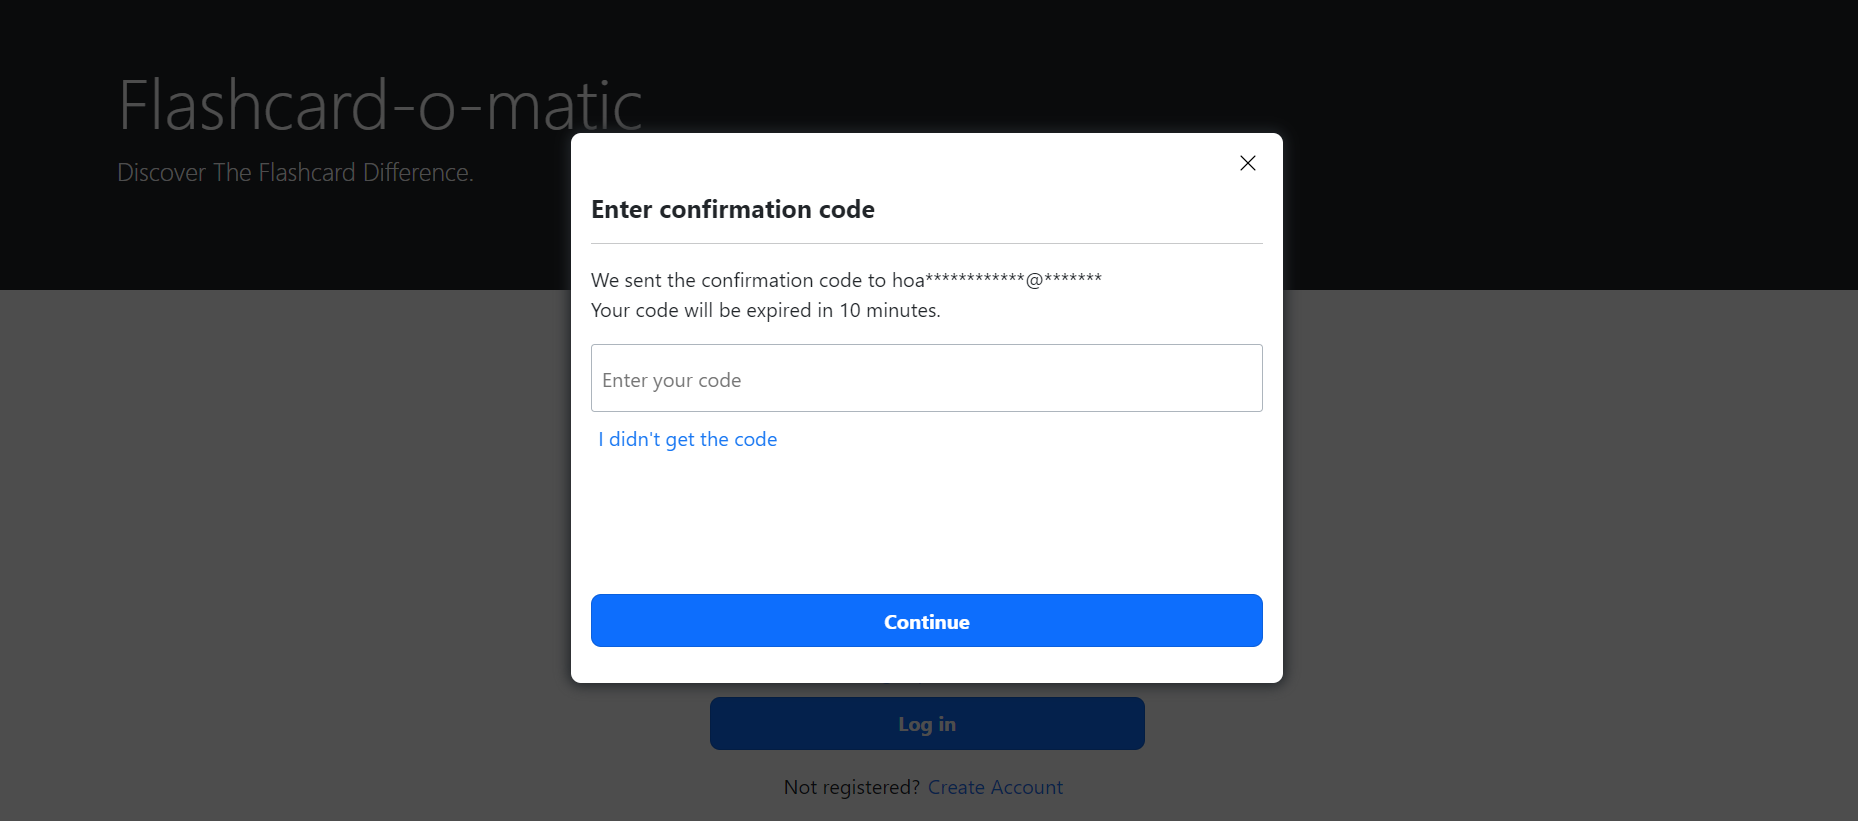 Flashcard-o-matic
Discover The Flashcard Difference.
Enter confirmation code
We sent the confirmation code to hoa************@*******
Your code will be expired in 10 minutes.
Enter your code
I didn't get the code
Continue
Log in
Not registered? Create Account